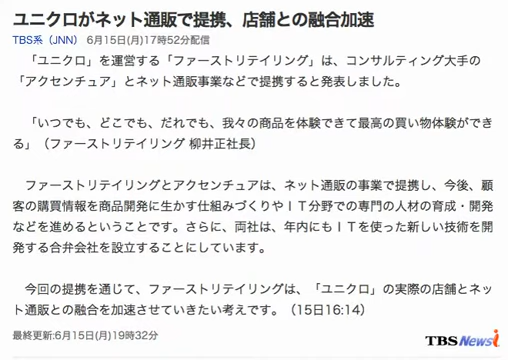 ユニクロがネット通販で提携、店舗との融合加速
TBS系（JNN） 6月15日(月)17時52分配信
「ユニクロ」を運営する「ファーストリテイリング」は、コンサルティング大手の
「アクセンチュア」とネット通販事業などで提携すると発表しました。
「いつでも、どこでも、だれでも、我々の商品を体験できて最高の買い物体験ができ
る」（ファーストリテイリング 柳井正社長）
ファーストリテイリングとアクセンチュアは、ネット通販の事業で提携し、今後、顧
客の購買情報を商品開発に生かす仕組みづくりやＩＴ分野での専門の人材の育成・開発
などを進めるということです。さらに、両社は、年内にもＩＴを使った新しい技術を開
発する合弁会社を設立することにしています。
今回の提携を通じて、ファーストリテイリングは、「ユニクロ」の実際の店舗とネッ
ト通販との融合を加速させていきたい考えです。（15日16:14）
最終更新:6月15日(月)19時32分
TBS News i